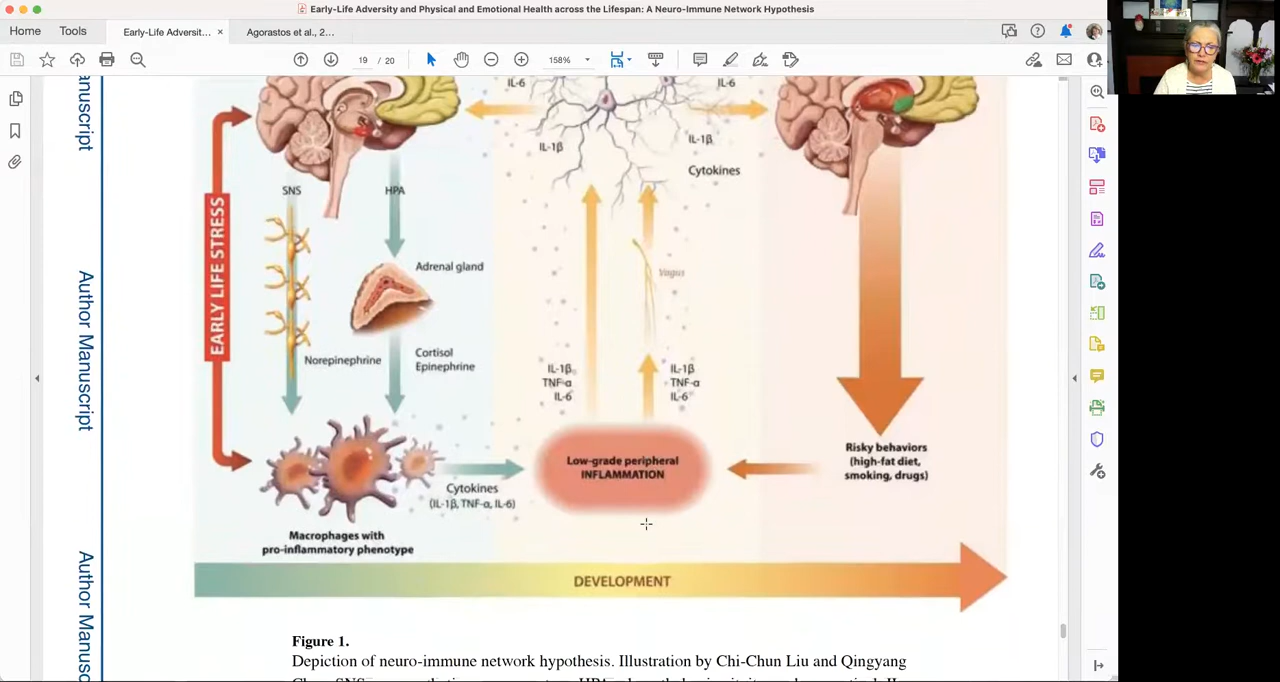 Early-Life Adversity and Physical and Emotional Health across the Lifespan: A Neuro-Immune Network Hypothesis
Home
Tools
Early-Life Adversit... ×
Agorastos et al., 2...
19 / 20
158%
anuscript
Author Manuscript
Author Manusc
EARLY LIFE STRESS
SNS
HPA
Adrenal gland
Norepinephrine
Cortisol
Epinephrine
Macrophages with
pro-inflammatory phenotype
Cytokines
(IL-1β, TNF-α, IL-6)
IL-6
IL-6
IL-1β
IL-1β
Cytokines
Vagus
IL-1β
TNF-α
IL-6
IL-1β
TNF-α
IL-6
Low-grade peripheral
INFLAMMATION
Risky behaviors
(high-fat diet,
smoking, drugs)
DEVELOPMENT
Figure 1.
Depiction of neuro-immune network hypothesis. Illustration by Chi-Chun Liu and Qingyang